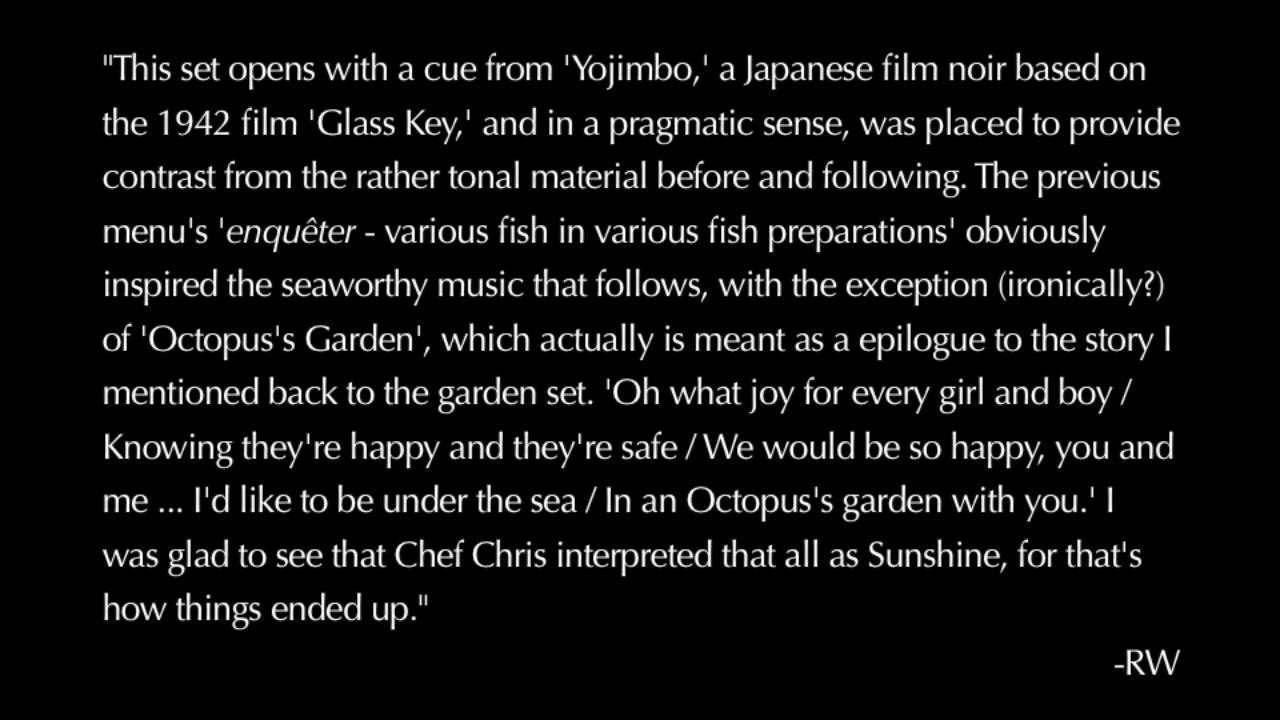 "This set opens with a cue from 'Yojimbo,' a Japanese film noir based on
the 1942 film 'Glass Key,' and in a pragmatic sense, was placed to provide
contrast from the rather tonal material before and following. The previous
menu's 'enquêter - various fish in various fish preparations' obviously
inspired the seaworthy music that follows, with the exception (ironically?)
of 'Octopus's Garden', which actually is meant as a epilogue to the story I
mentioned back to the garden set. 'Oh what joy for every girl and boy /
Knowing they're happy and they're safe / We would be so happy, you and
me ... I'd like to be under the sea / In an Octopus's garden with you.' I
was glad to see that Chef Chris interpreted that all as Sunshine, for that's
how things ended up."
-RW